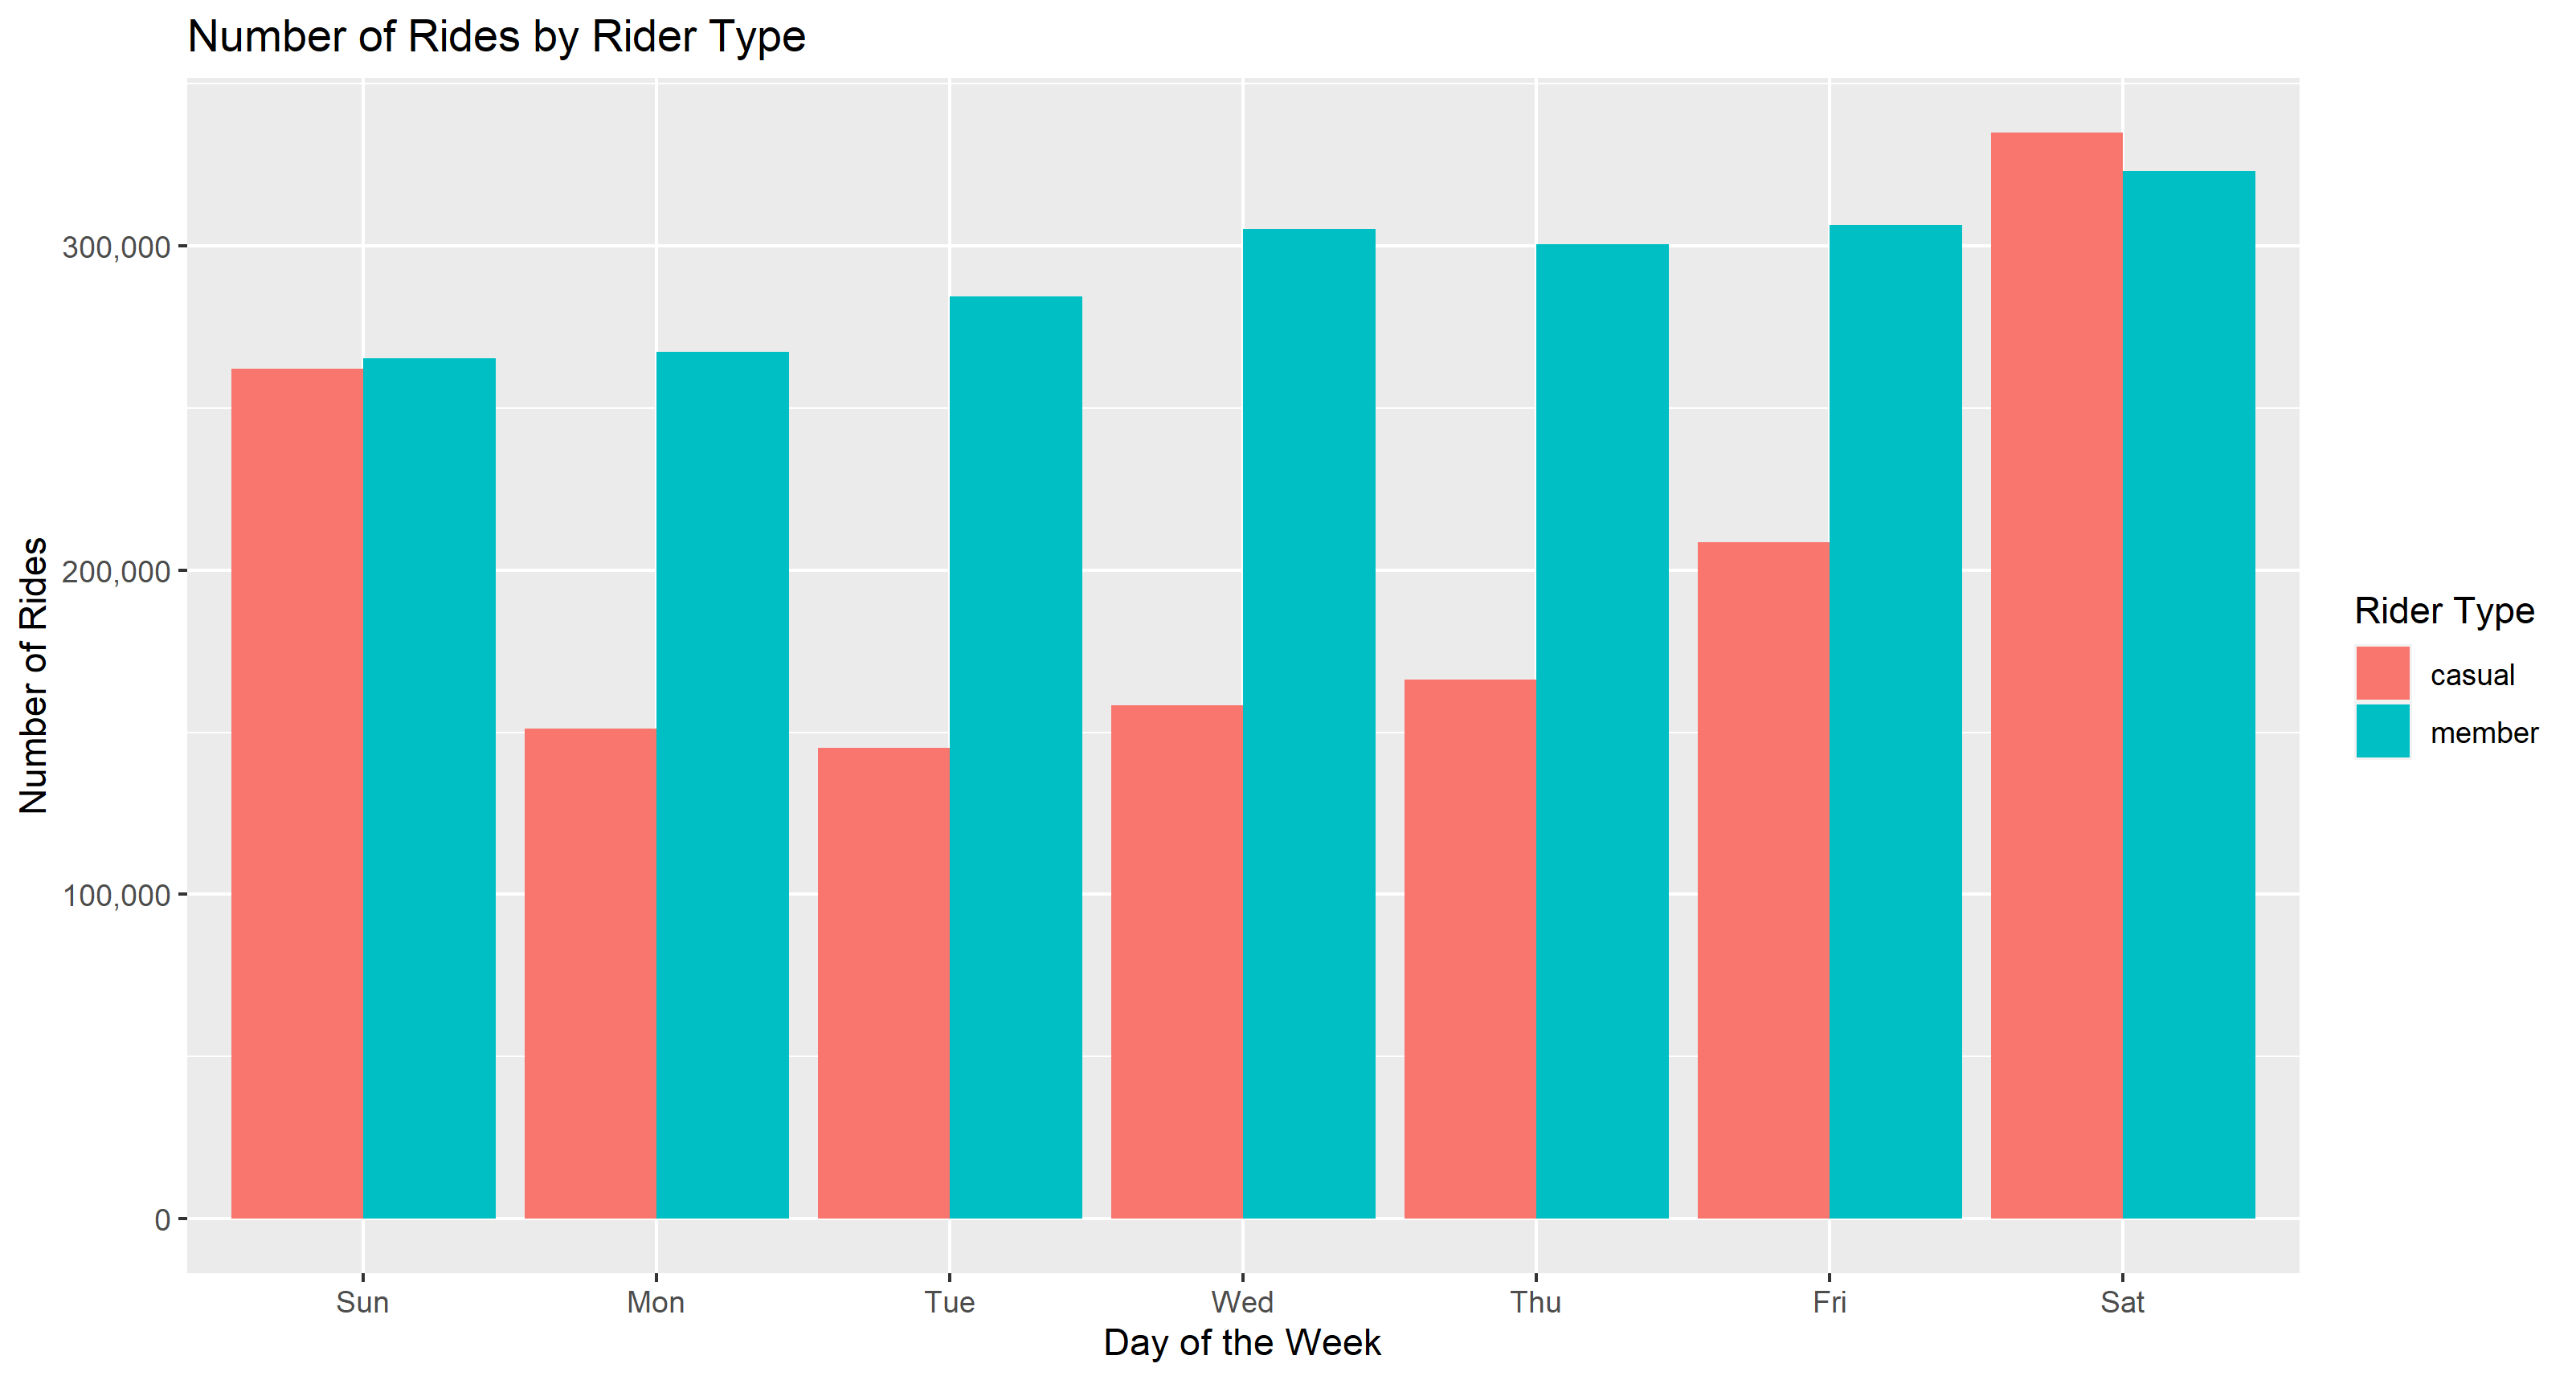 Number of Rides by Rider Type
Number of Rides
300,000
200,000
100,000
0
Sun Mon Tue Wed Thu Fri Sat
Day of the Week
Rider Type
casual
member